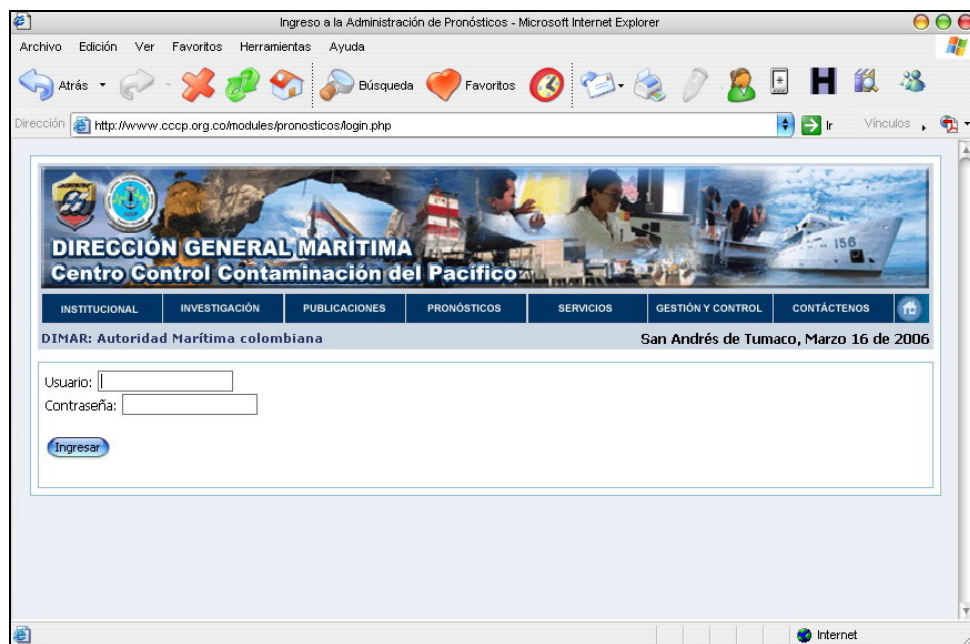 Ingreso a la Administración de Pronósticos - Microsoft Internet Explorer
Archivo Edición Ver Favoritos Herramientas Ayuda
Atrás Búsqueda Favoritos H
Dirección http://www.cccp.org.co/modules/pronosticos/login.php Ir Vínculos
DIRECCIÓN GENERAL MARÍTIMA
Centro Control Contaminación del Pacífico
156
INSTITUCIONAL INVESTIGACIÓN PUBLICACIONES PRONÓSTICOS SERVICIOS GESTIÓN Y CONTROL CONTÁCTENOS
DIMAR: Autoridad Marítima colombiana San Andrés de Tumaco, Marzo 16 de 2006
Usuario:
Contraseña:
Ingresar
Internet